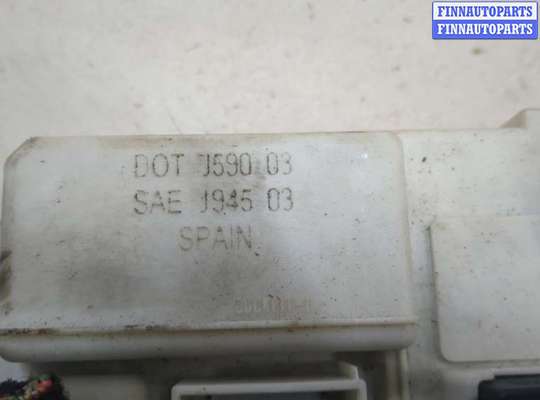 FINNAUTOPARTS
FINNAUTOPARTS
DOT J590 03
SAE J945 03
SPAIN